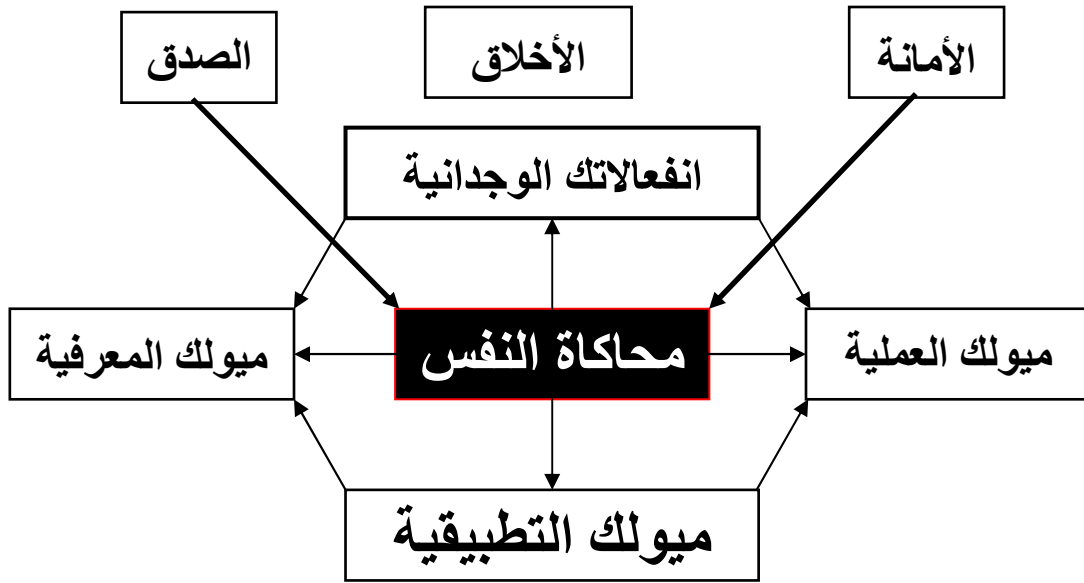 الأمانة
الأخلاق
الصدق
انفعالاتك الوجدانية
ميولك العملية
محاكاة النفس
ميولك المعرفية
ميولك التطبيقية